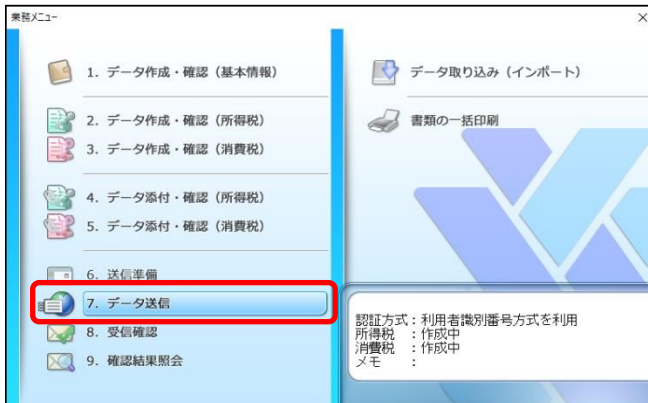 業務メニュー
1. データ作成・確認（基本情報）
2. データ作成・確認（所得税）
3. データ作成・確認（消費税）
4. データ添付・確認（所得税）
5. データ添付・確認（消費税）
6. 送信準備
7. データ送信
8. 受信確認
9. 確認結果照会
データ取り込み（インポート）
書類の一括印刷
認証方式：利用者識別番号方式を利用
所得税　：作成中
消費税　：作成中
メモ　　：